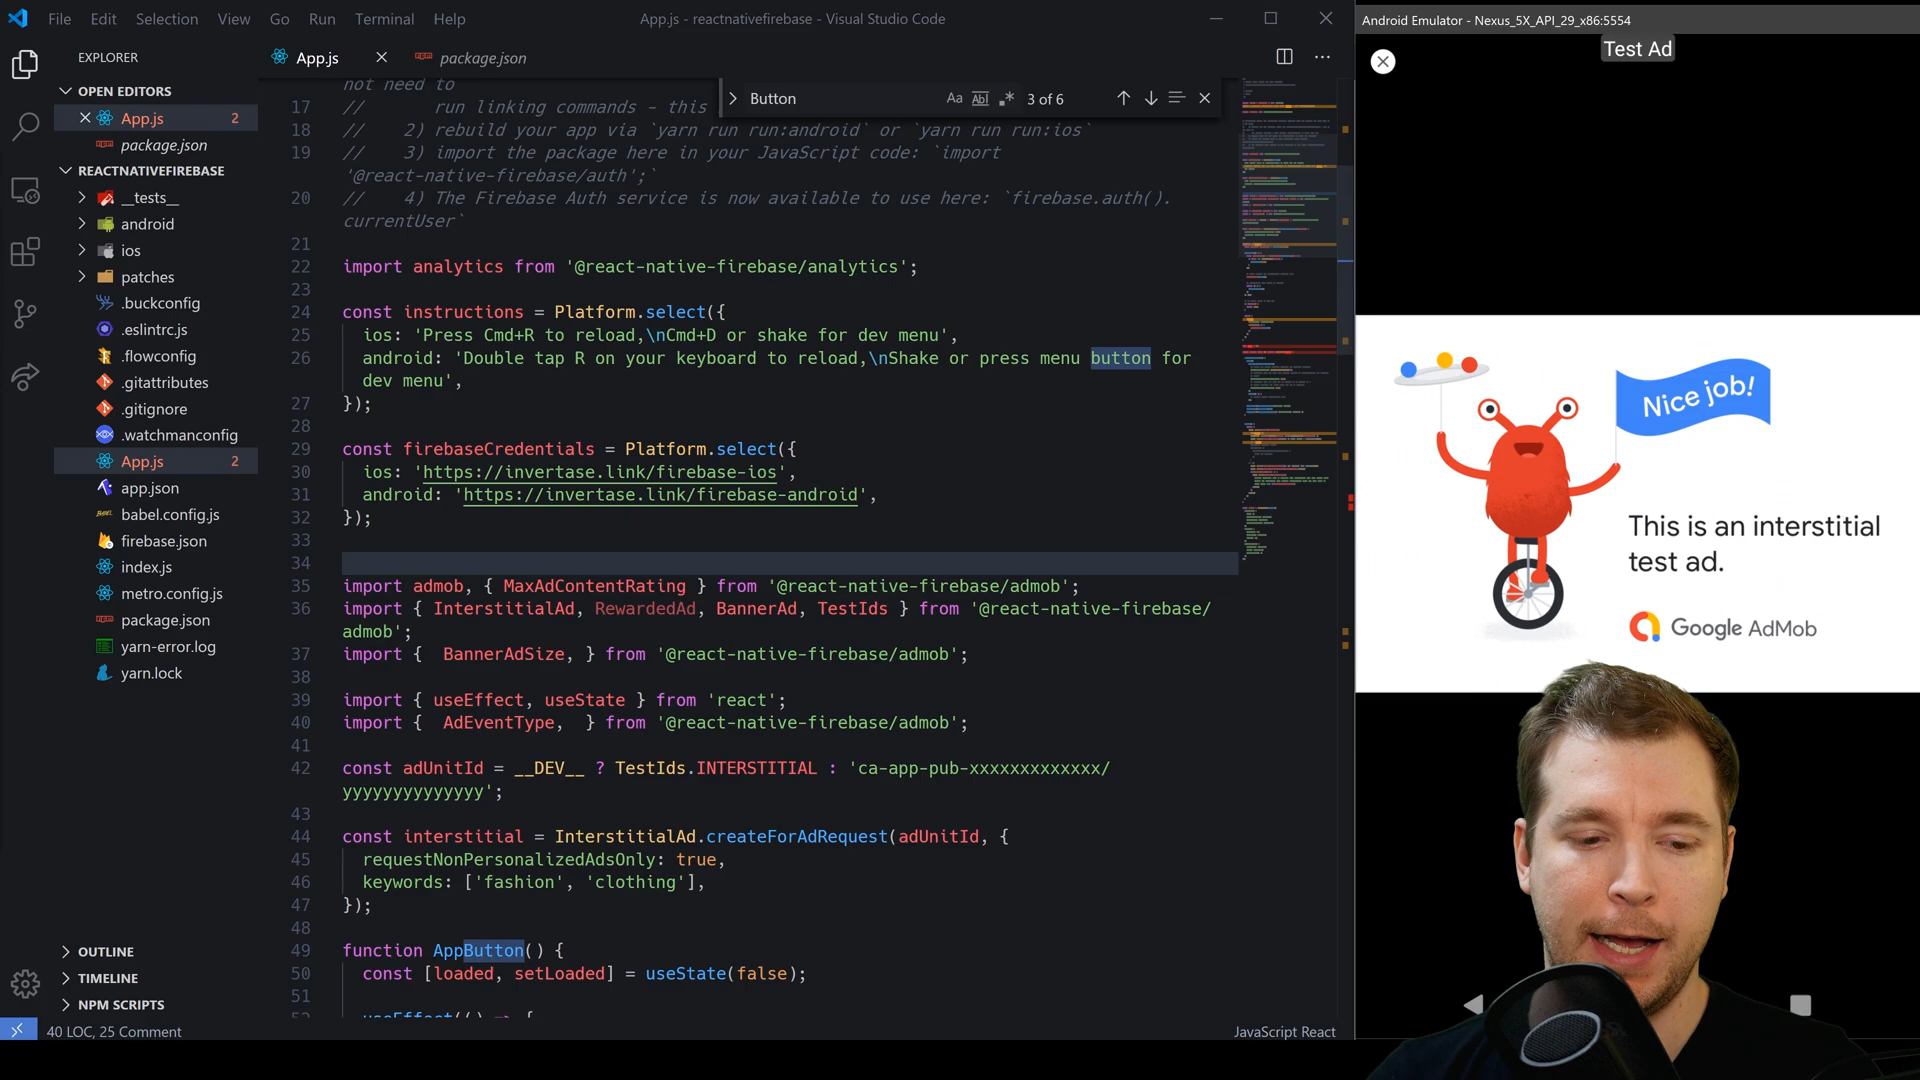 File Edit Selection View Go Run Terminal Help
App.js - reactnativefirebase - Visual Studio Code
Android Emulator - Nexus_5X_API_29_x86:5554
EXPLORER
OPEN EDITORS
App.js 2
package.json
REACTNATIVEFIREBASE
__tests__
android
ios
patches
.buckconfig
.eslintrc.js
.flowconfig
.gitattributes
.gitignore
.watchmanconfig
App.js 2
app.json
babel.config.js
firebase.json
index.js
metro.config.js
package.json
yarn-error.log
yarn.lock
OUTLINE
TIMELINE
NPM SCRIPTS
App.js
package.json
Button Aa Abl 3 of 6
not need to
17 // run linking commands - this
18 // 2) rebuild your app via `yarn run run:android` or `yarn run run:ios`
19 // 3) import the package here in your JavaScript code: `import
'@react-native-firebase/auth';`
20 // 4) The Firebase Auth service is now available to use here: `firebase.auth().
currentUser`
21
22 import analytics from '@react-native-firebase/analytics';
23
24 const instructions = Platform.select({
25 ios: 'Press Cmd+R to reload,\nCmd+D or shake for dev menu',
26 android: 'Double tap R on your keyboard to reload,\nShake or press menu button for
dev menu',
27 });
28
29 const firebaseCredentials = Platform.select({
30 ios: 'https://invertase.link/firebase-ios',
31 android: 'https://invertase.link/firebase-android',
32 });
33
34
35 import admob, { MaxAdContentRating } from '@react-native-firebase/admob';
36 import { InterstitialAd, RewardedAd, BannerAd, TestIds } from '@react-native-firebase/
admob';
37 import { BannerAdSize, } from '@react-native-firebase/admob';
38
39 import { useEffect, useState } from 'react';
40 import { AdEventType, } from '@react-native-firebase/admob';
41
42 const adUnitId = __DEV__ ? TestIds.INTERSTITIAL : 'ca-app-pub-xxxxxxxxxxxxx/
yyyyyyyyyyyyyy';
43
44 const interstitial = InterstitialAd.createForAdRequest(adUnitId, {
45 requestNonPersonalizedAdsOnly: true,
46 keywords: ['fashion', 'clothing'],
47 });
48
49 function AppButton() {
50 const [loaded, setLoaded] = useState(false);
51
52 useEffect(() => {
40 LOC, 25 Comment
JavaScript React
Test Ad
Nice job!
This is an interstitial
test ad.
Google AdMob